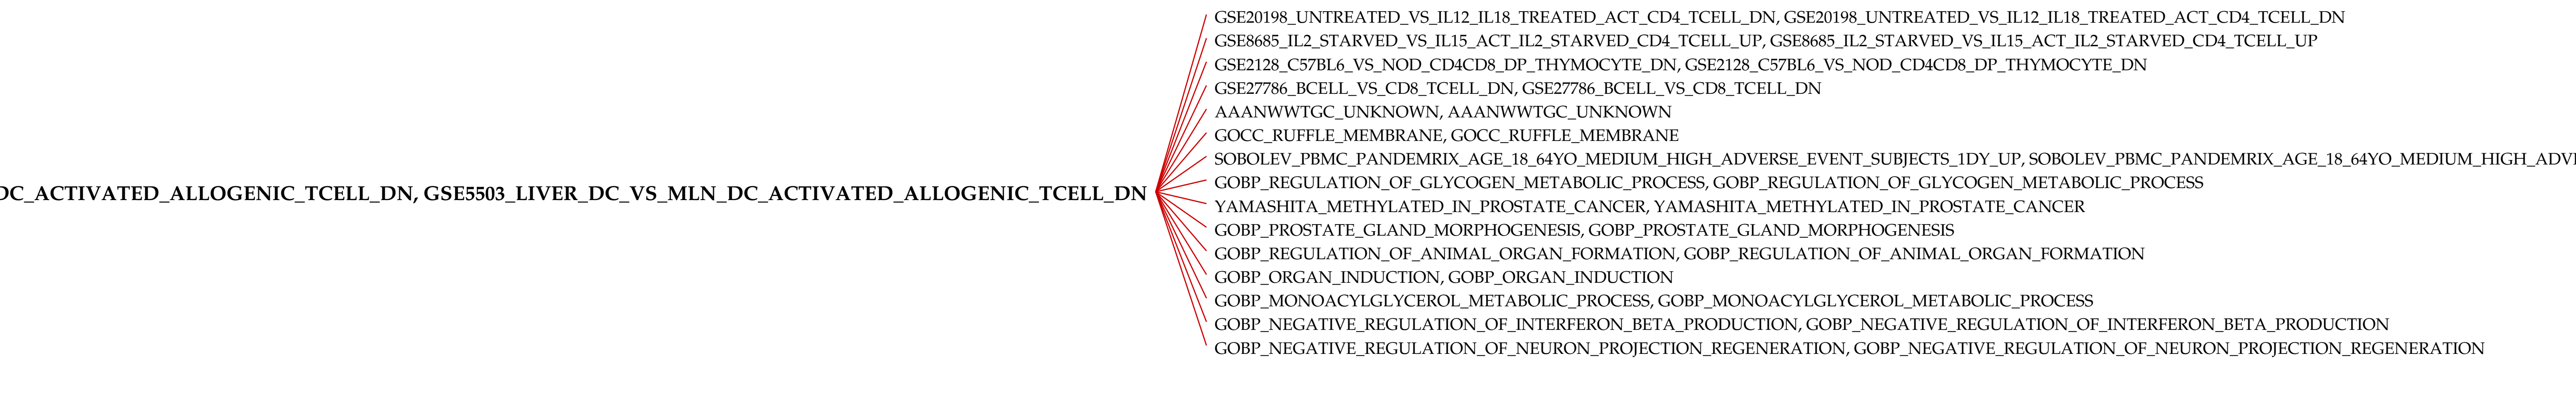 GSE20198_UNTREATED_VS_IL12_IL18_TREATED_ACT_CD4_TCELL_DN, GSE20198_UNTREATED_VS_IL12_IL18_TREATED_ACT_CD4_TCELL_DN
GSE8685_IL2_STARVED_VS_IL15_ACT_IL2_STARVED_CD4_TCELL_UP, GSE8685_IL2_STARVED_VS_IL15_ACT_IL2_STARVED_CD4_TCELL_UP
GSE2128_C57BL6_VS_NOD_CD4CD8_DP_THYMOCYTE_DN, GSE2128_C57BL6_VS_NOD_CD4CD8_DP_THYMOCYTE_DN
GSE27786_BCELL_VS_CD8_TCELL_DN, GSE27786_BCELL_VS_CD8_TCELL_DN
AAANWWTGC_UNKNOWN, AAANWWTGC_UNKNOWN
GOCC_RUFFLE_MEMBRANE, GOCC_RUFFLE_MEMBRANE
SOBOLEV_PBMC_PANDEMRIX_AGE_18_64YO_MEDIUM_HIGH_ADVERSE_EVENT_SUBJECTS_1DY_UP, SOBOLEV_PBMC_PANDEMRIX_AGE_18_64YO_MEDIUM_HIGH_ADVE
GOBP_REGULATION_OF_GLYCOGEN_METABOLIC_PROCESS, GOBP_REGULATION_OF_GLYCOGEN_METABOLIC_PROCESS
DC_ACTIVATED_ALLOGENIC_TCELL_DN, GSE5503_LIVER_DC_VS_MLN_DC_ACTIVATED_ALLOGENIC_TCELL_DN
YAMASHITA_METHYLATED_IN_PROSTATE_CANCER, YAMASHITA_METHYLATED_IN_PROSTATE_CANCER
GOBP_PROSTATE_GLAND_MORPHOGENESIS, GOBP_PROSTATE_GLAND_MORPHOGENESIS
GOBP_REGULATION_OF_ANIMAL_ORGAN_FORMATION, GOBP_REGULATION_OF_ANIMAL_ORGAN_FORMATION
GOBP_ORGAN_INDUCTION, GOBP_ORGAN_INDUCTION
GOBP_MONOACYLGLYCEROL_METABOLIC_PROCESS, GOBP_MONOACYLGLYCEROL_METABOLIC_PROCESS
GOBP_NEGATIVE_REGULATION_OF_INTERFERON_BETA_PRODUCTION, GOBP_NEGATIVE_REGULATION_OF_INTERFERON_BETA_PRODUCTION
GOBP_NEGATIVE_REGULATION_OF_NEURON_PROJECTION_REGENERATION, GOBP_NEGATIVE_REGULATION_OF_NEURON_PROJECTION_REGENERATION